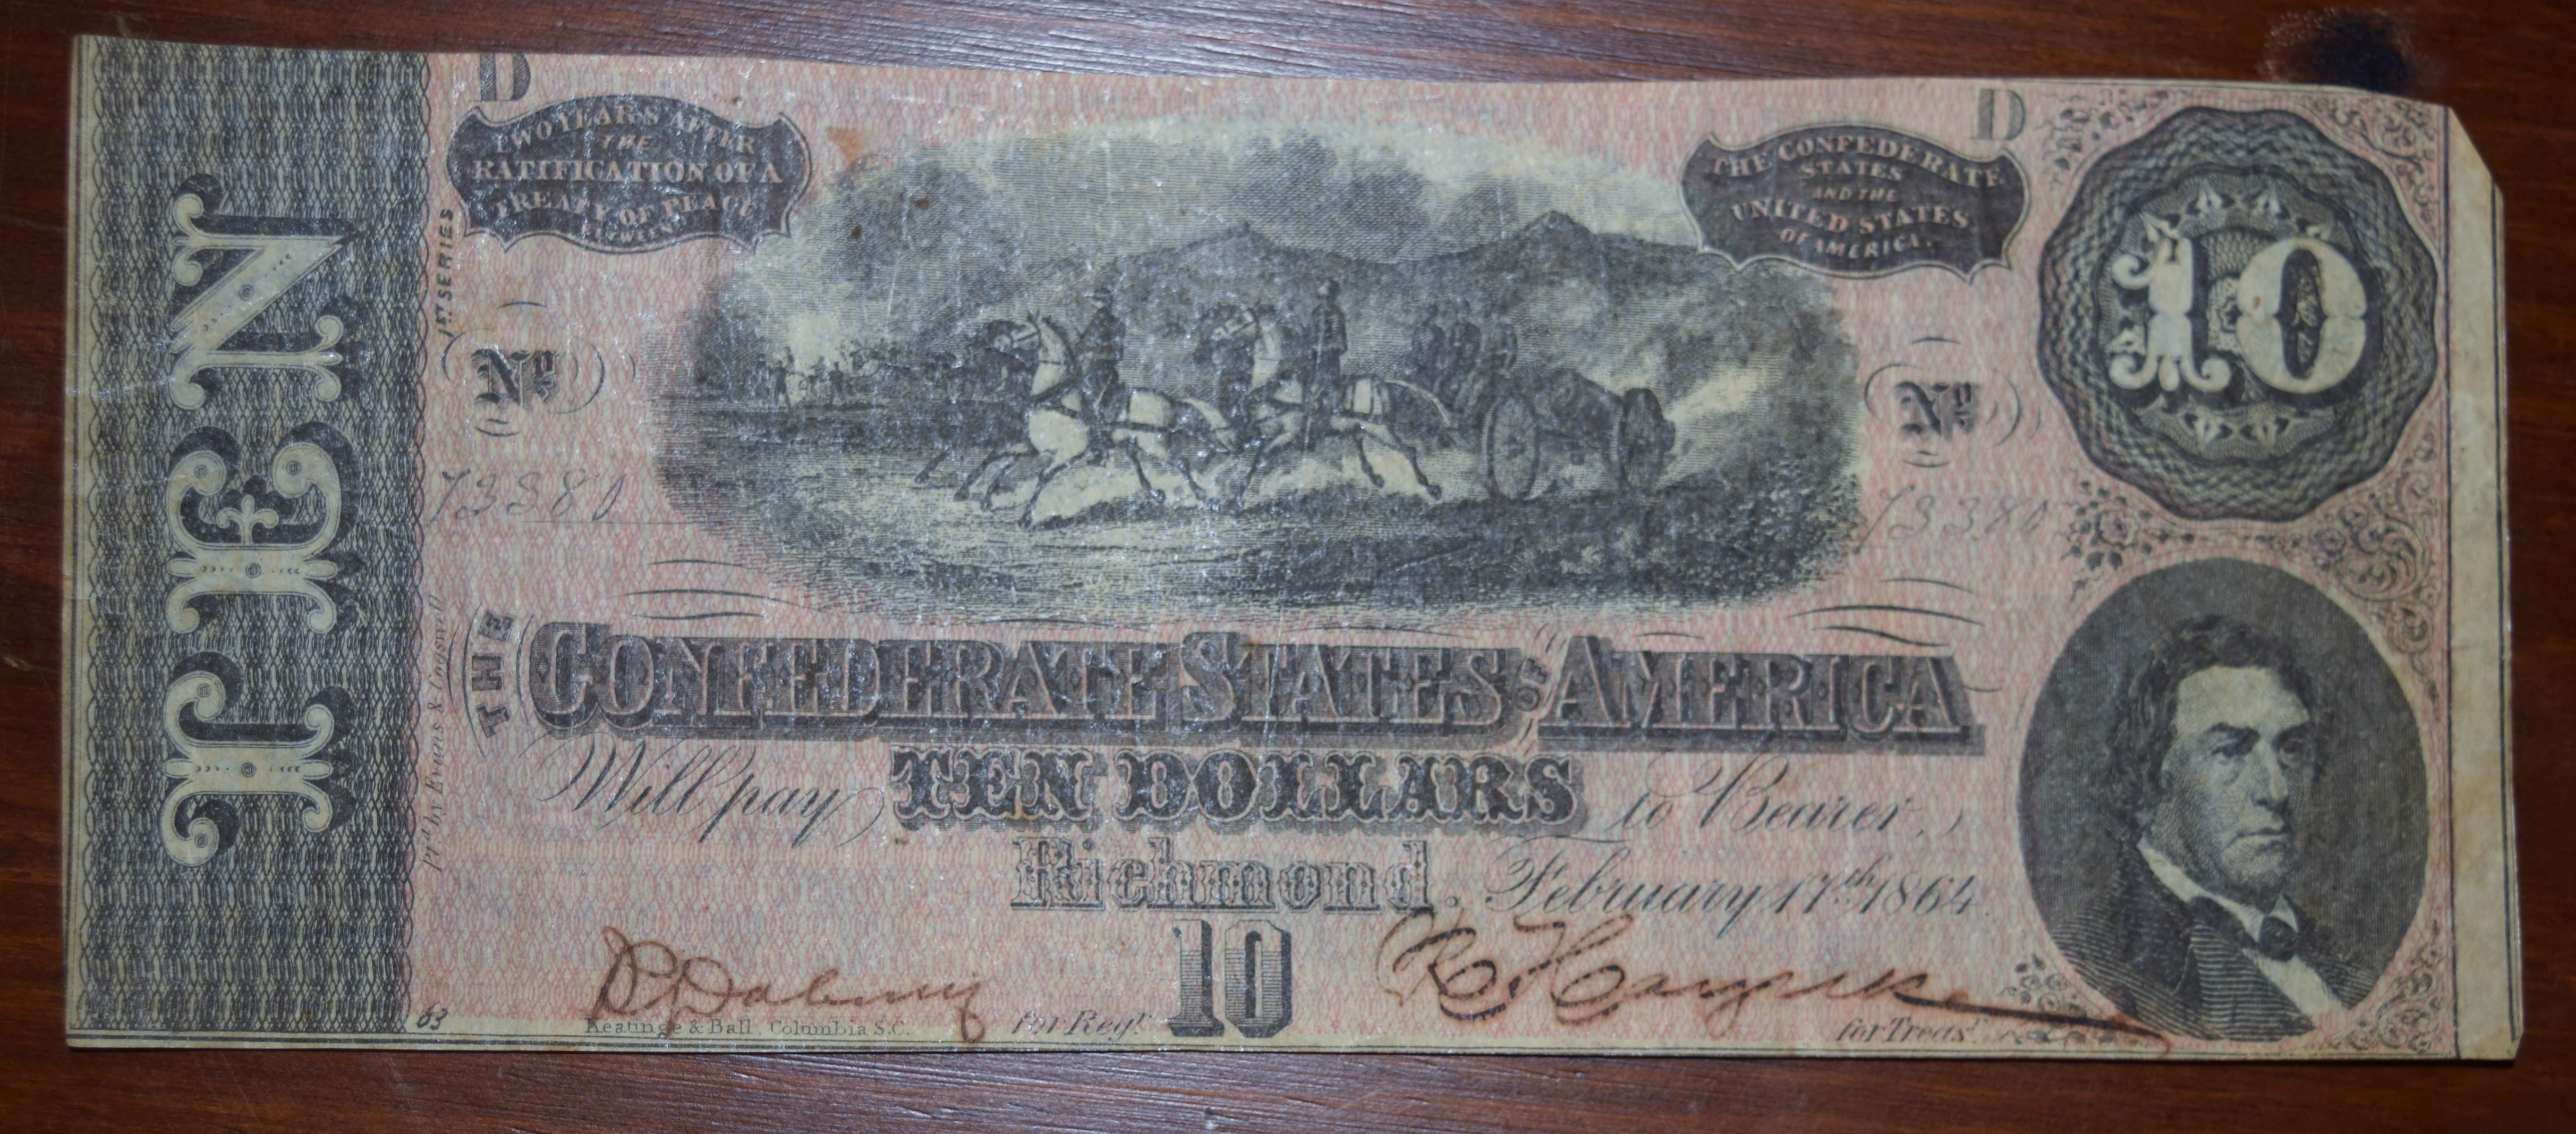 D
D
TWO YEARS AFTER
THE
RATIFICATION OF A
TREATY OF PEACE
BETWEEN
THE CONFEDERATE
STATES
AND THE
UNITED STATES
OF AMERICA.
10
TEN
1ST SERIES
No
No
73380
73380
THE CONFEDERATE STATES OF AMERICA
Will pay TEN DOLLARS to Bearer,
Richmond. February 17th 1864.
Ptd by Evans & Cogswell
10
63
Keatinge & Ball, Columbia S.C.
for Regr
for Treasr